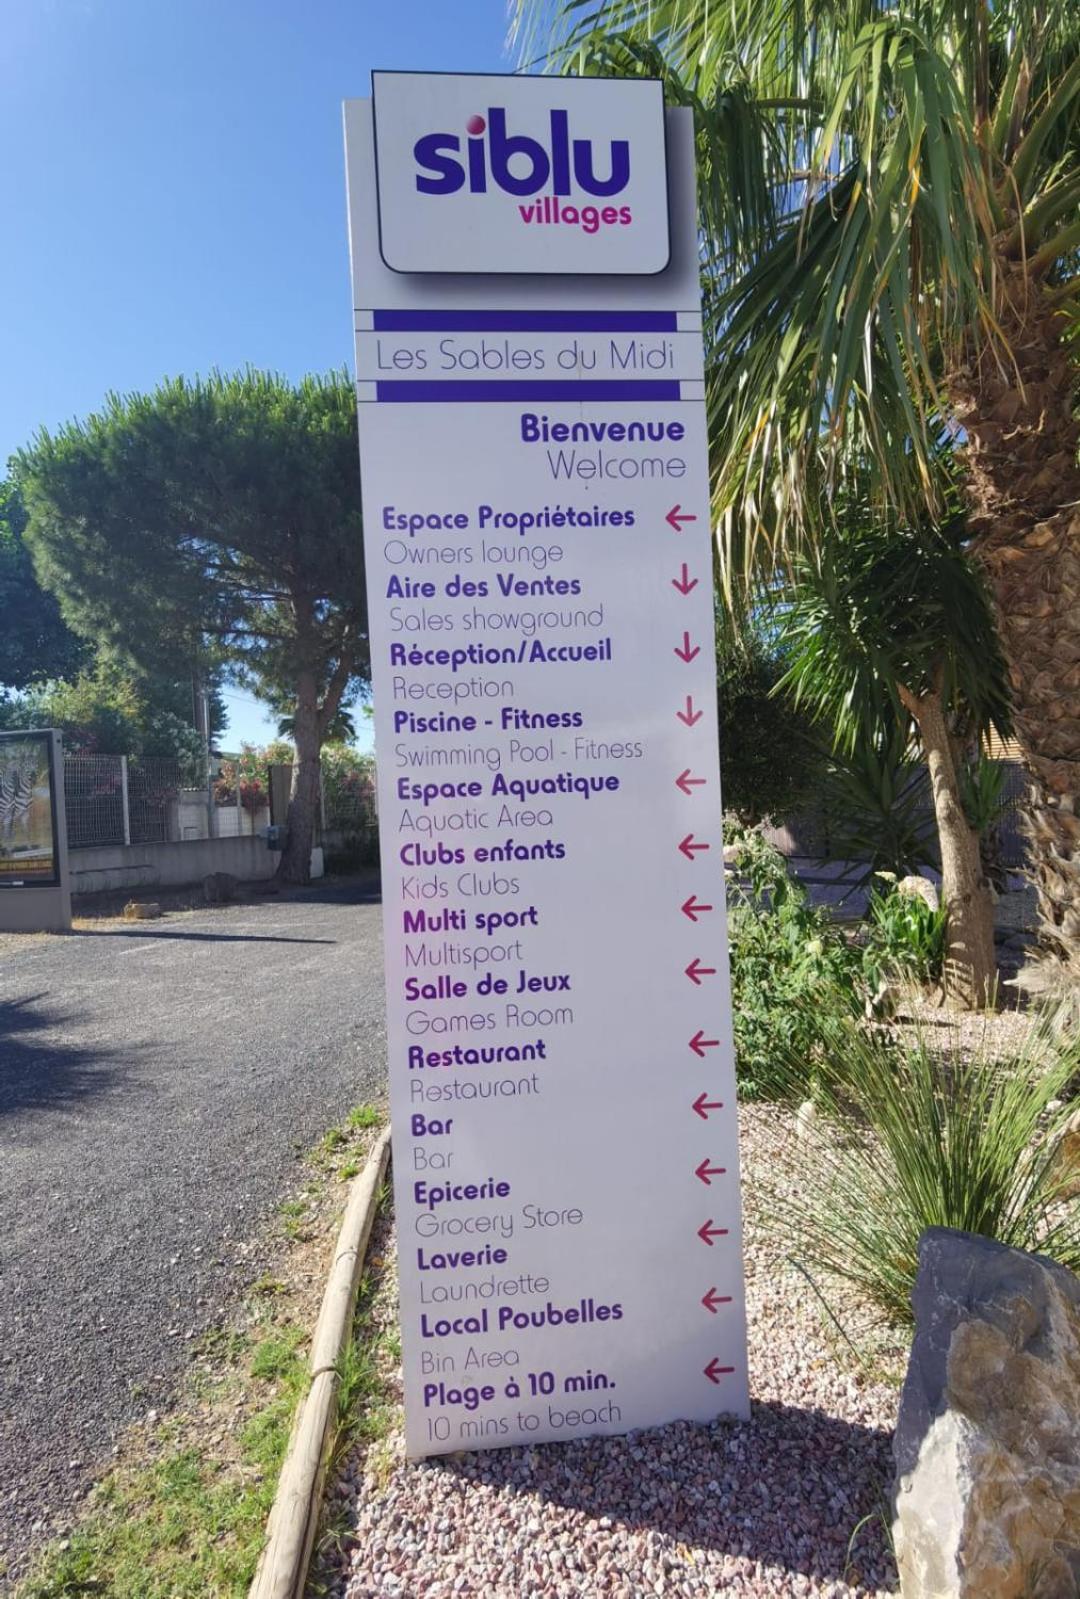 siblu
villages
Les Sables du Midi
Bienvenue
Welcome
Espace Propriétaires ←
Owners lounge
Aire des Ventes ↓
Sales showground
Réception/Accueil ↓
Reception
Piscine - Fitness ↓
Swimming Pool - Fitness
Espace Aquatique ←
Aquatic Area
Clubs enfants ←
Kids Clubs
Multi sport ←
Multisport
Salle de Jeux ←
Games Room
Restaurant ←
Restaurant
Bar ←
Bar
Epicerie ←
Grocery Store
Laverie ←
Laundrette
Local Poubelles ←
Bin Area
Plage à 10 min. ←
10 mins to beach